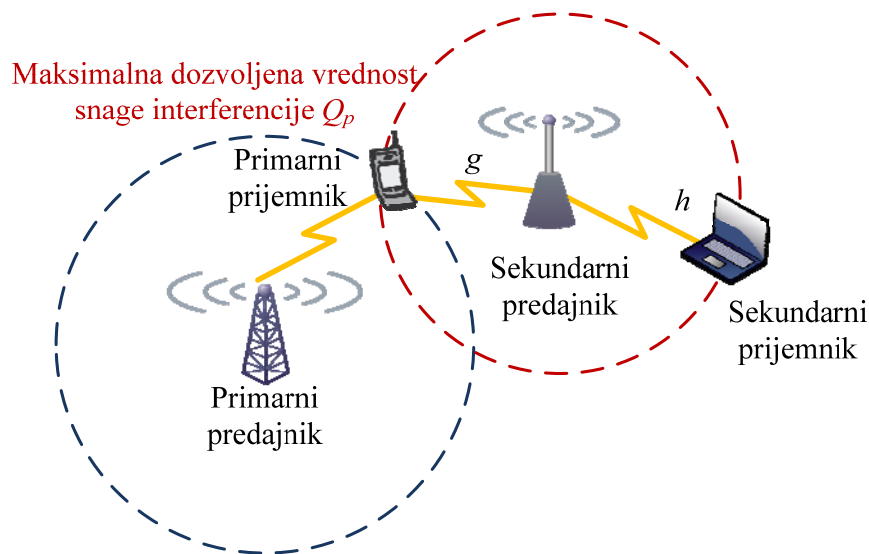 Maksimalna dozvoljena vrednost
snage interferencije Qp
Primarni
prijemnik
g
h
Sekundarni
predajnik
Sekundarni
prijemnik
Primarni
predajnik